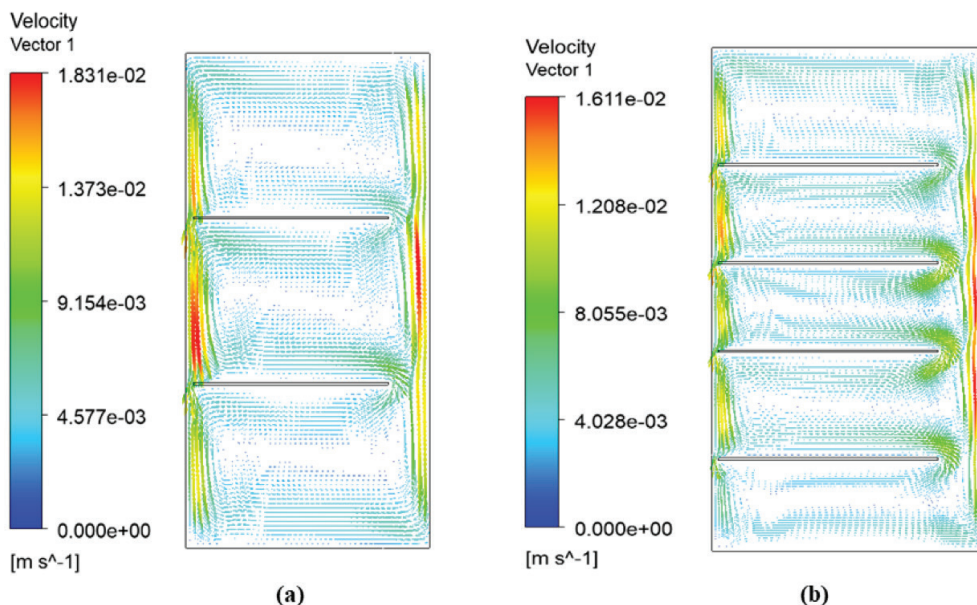 Velocity
Vector 1
1.831e-02
1.373e-02
9.154e-03
4.577e-03
0.000e+00
[m s^-1]
(a)
Velocity
Vector 1
1.611e-02
1.208e-02
8.055e-03
4.028e-03
0.000e+00
[m s^-1]
(b)